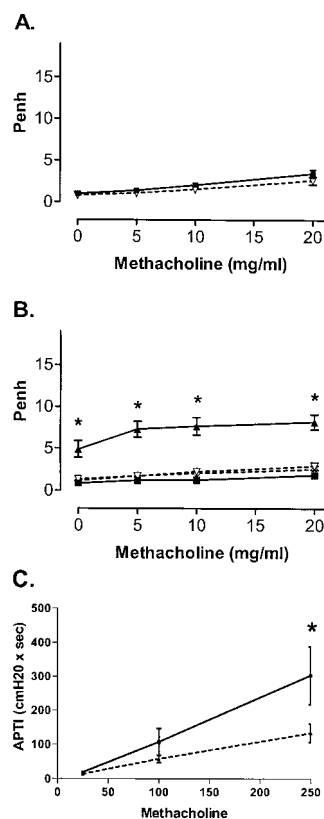 A.
Penh
15
10
5
0
0 5 10 15 20
Methacholine (mg/ml)
B.
Penh
* * * *
15
10
5
0
0 5 10 15 20
Methacholine (mg/ml)
C.
APTI (cmH20 x sec)
*
500
400
300
200
100
0
0 50 100 150 200 250
Methacholine